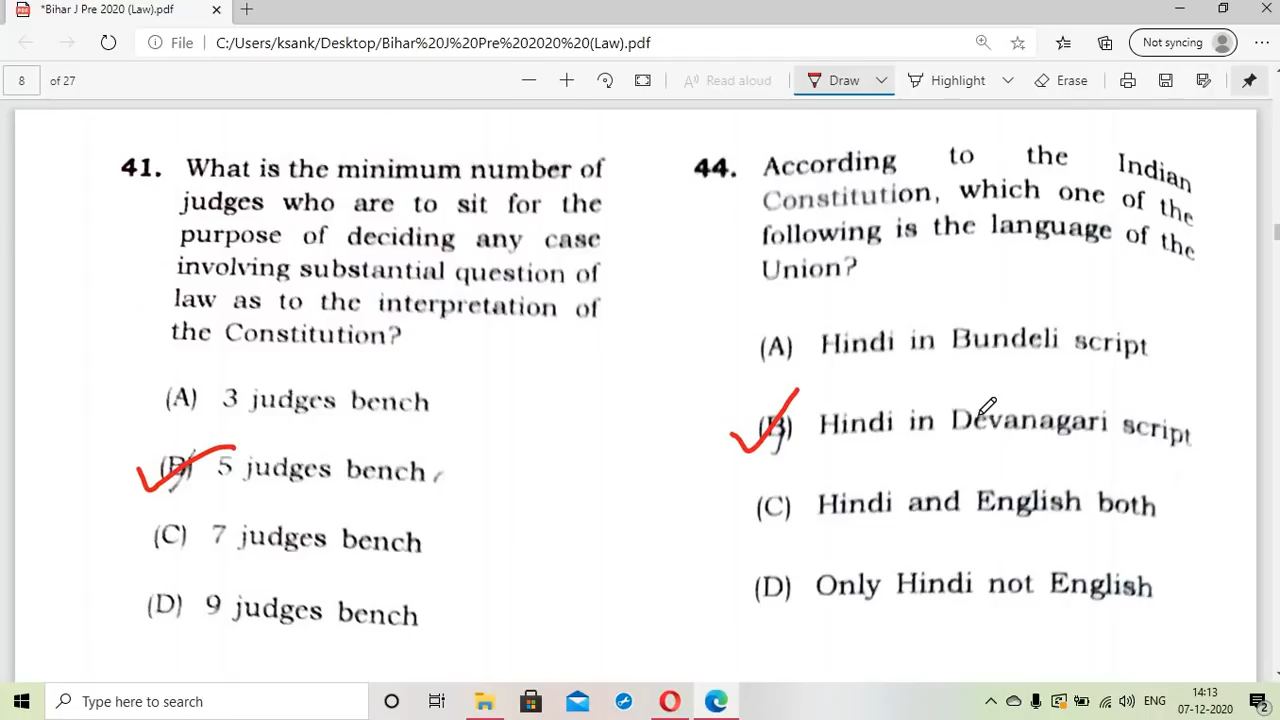 *Bihar J Pre 2020 (Law).pdf
File C:/Users/ksank/Desktop/Bihar%20J%20Pre%202020%20(Law).pdf Not syncing
8 of 27 Read aloud Draw Highlight Erase
41. What is the minimum number of
judges who are to sit for the
purpose of deciding any case
involving substantial question of
law as to the interpretation of
the Constitution?
(A) 3 judges bench
(B) 5 judges bench
(C) 7 judges bench
(D) 9 judges bench
44. According to the Indian
Constitution, which one of the
following is the language of the
Union?
(A) Hindi in Bundeli script
(B) Hindi in Devanagari script
(C) Hindi and English both
(D) Only Hindi not English
Type here to search ENG 14:13
07-12-2020 2